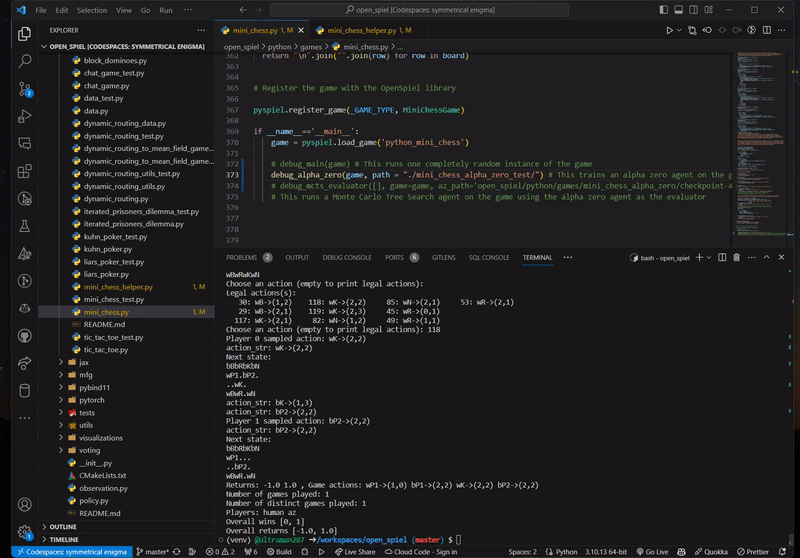 File Edit Selection View Go Run ···
open_spiel [Codespaces: symmetrical enigma]
EXPLORER
OPEN_SPIEL [CODESPACES: SYMMETRICAL ENIGMA]
block_dominoes.py
chat_game_test.py
chat_game.py
data_test.py
data.py
dynamic_routing_data.py
dynamic_routing_test.py
dynamic_routing_to_mean_field_game...
dynamic_routing_to_mean_field_game...
dynamic_routing_utils_test.py
dynamic_routing_utils.py
dynamic_routing.py
iterated_prisoners_dilemma_test.py
iterated_prisoners_dilemma.py
kuhn_poker_test.py
kuhn_poker.py
liars_poker_test.py
liars_poker.py
mini_chess_helper.py 1, M
mini_chess_test.py
mini_chess.py 1, M
README.md
tic_tac_toe_test.py
tic_tac_toe.py
jax
mfg
pybind11
pytorch
tests
utils
visualizations
voting
__init__.py
CMakeLists.txt
observation.py
policy.py
README.md
OUTLINE
TIMELINE
mini_chess.py 1, M
mini_chess_helper.py 1, M
open_spiel > python > games > mini_chess.py > ...
362 return "\n".join("".join(row) for row in board)
363
364
365 # Register the game with the OpenSpiel library
366
367 pyspiel.register_game(_GAME_TYPE, MiniChessGame)
368
369 if __name__=='__main__':
370 game = pyspiel.load_game('python_mini_chess')
371
372 # debug_main(game) # This runs one completely random instance of the game
373 debug_alpha_zero(game, path = "./mini_chess_alpha_zero_test/") # This trains an alpha zero agent on the g
374 # debug_mcts_evaluator([], game=game, az_path='open_spiel/python/games/mini_chess_alpha_zero/checkpoint-4
375 # This runs a Monte Carlo Tree Search agent on the game using the alpha zero agent as the evaluator
376
377
378
379
PROBLEMS 2 OUTPUT DEBUG CONSOLE PORTS 6 GITLENS SQL CONSOLE TERMINAL ···
bash - open_spiel
wBwRwKwN
Choose an action (empty to print legal actions):
Legal actions(s):
30: wB->(1,2) 118: wK->(2,2) 85: wN->(2,1) 53: wR->(2,1)
29: wB->(2,1) 119: wK->(2,3) 45: wR->(0,1)
117: wK->(2,1) 82: wN->(1,2) 49: wR->(1,1)
Choose an action (empty to print legal actions): 118
Player 0 sampled action: wK->(2,2)
action_str: wK->(2,2)
Next state:
bBbRbKbN
wP1.bP2.
..wK.
wBwR.wN
action_str: bK->(1,3)
action_str: bP2->(2,2)
Player 1 sampled action: bP2->(2,2)
action_str: bP2->(2,2)
Next state:
bBbRbKbN
wP1...
..bP2.
wBwR.wN
Returns: -1.0 1.0 , Game actions: wP1->(1,0) bP1->(2,2) wK->(2,2) bP2->(2,2)
Number of games played: 1
Number of distinct games played: 1
Players: human az
Overall wins [0, 1]
Overall returns [-1.0, 1.0]
(venv) @Ultraman287 →/workspaces/open_spiel (master) $
Codespaces: symmetrical enigma master* 0 2 6 Build Live Share Cloud Code - Sign in Spaces: 2 Python 3.10.13 64-bit Go Live Quokka Prettier